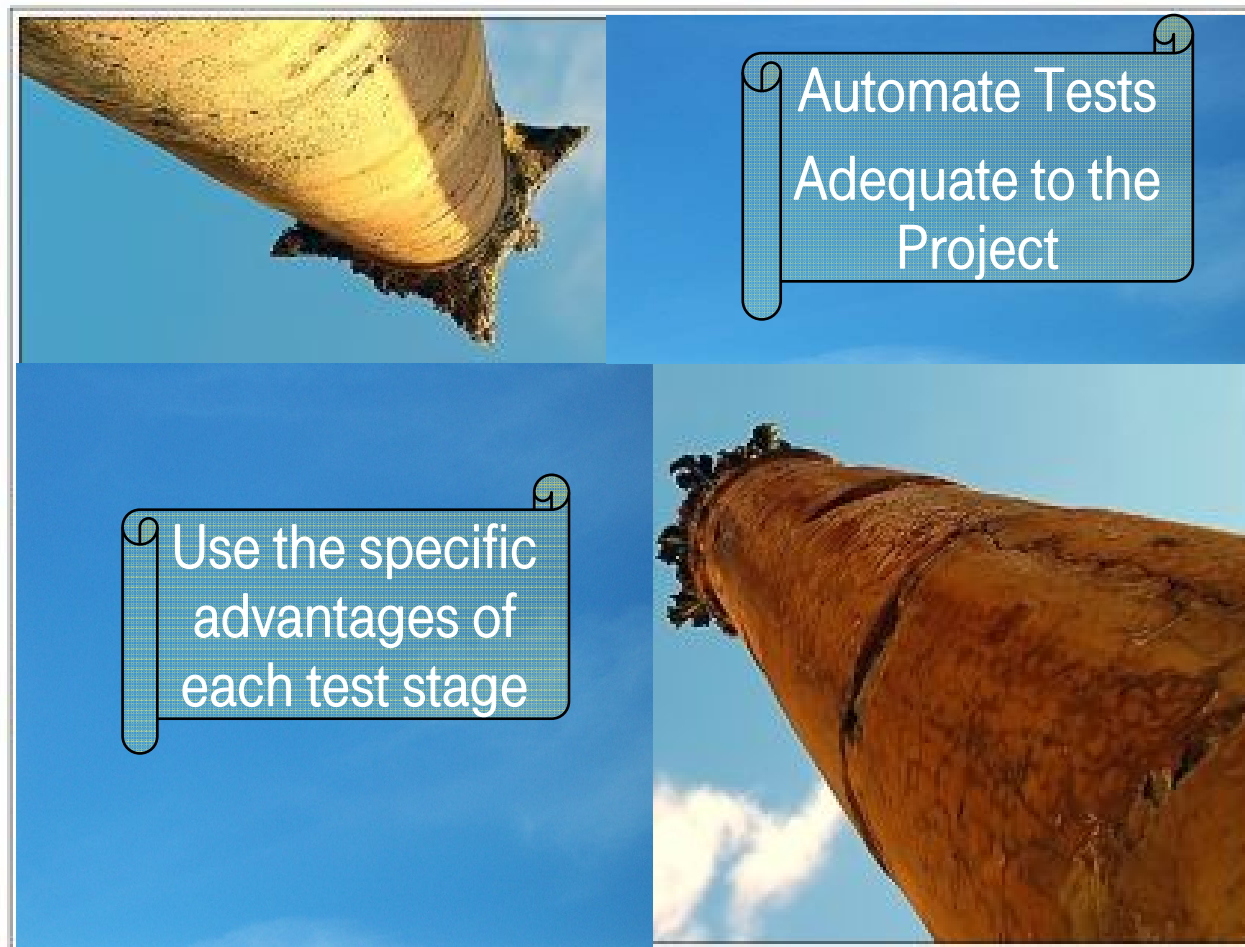 Automate Tests
Adequate to the
Project
Use the specific
advantages of
each test stage